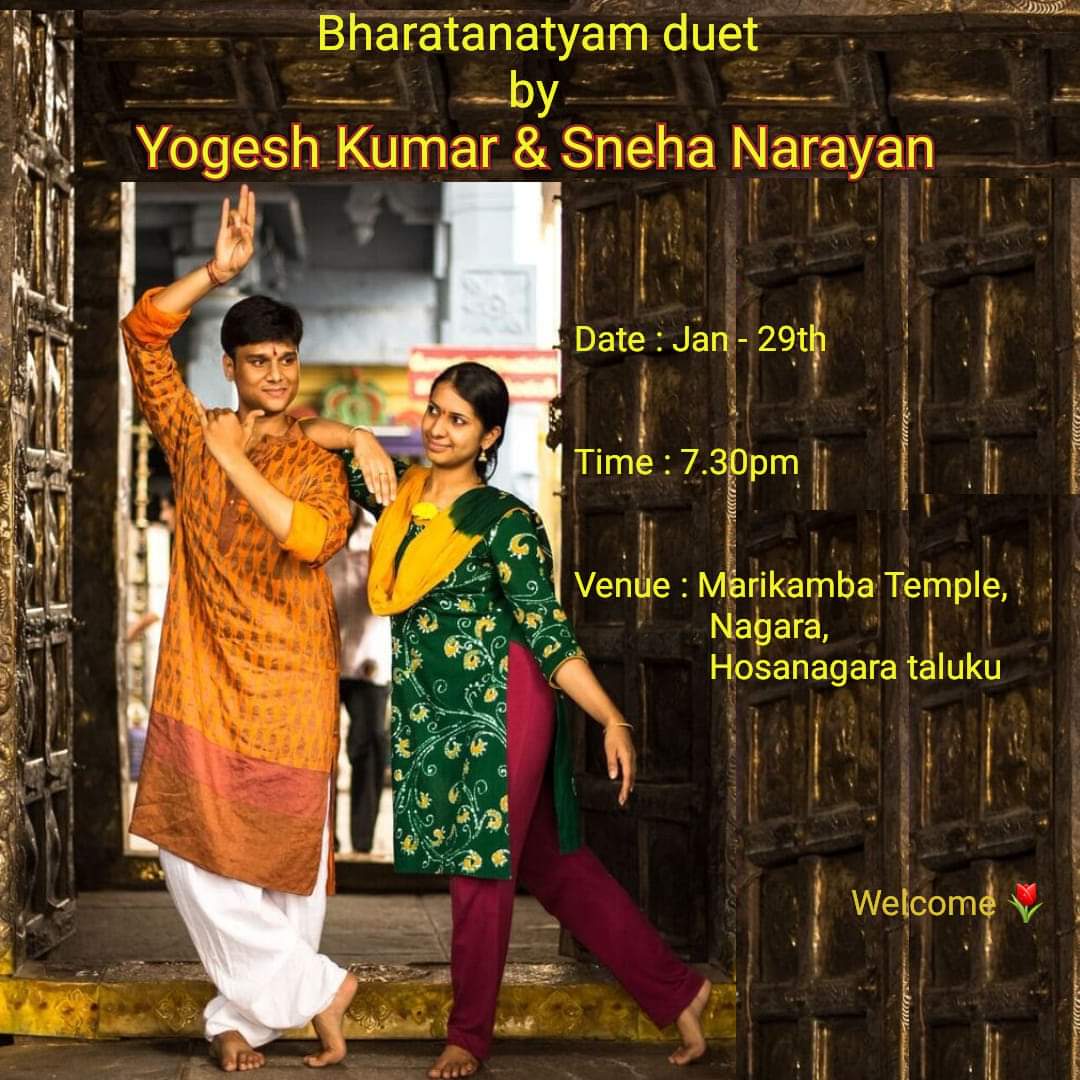 Bharatanatyam duet
by
Yogesh Kumar & Sneha Narayan
Date : Jan - 29th
Time : 7.30pm
Venue : Marikamba Temple,
Nagara,
Hosanagara taluku
Welcome 🌷